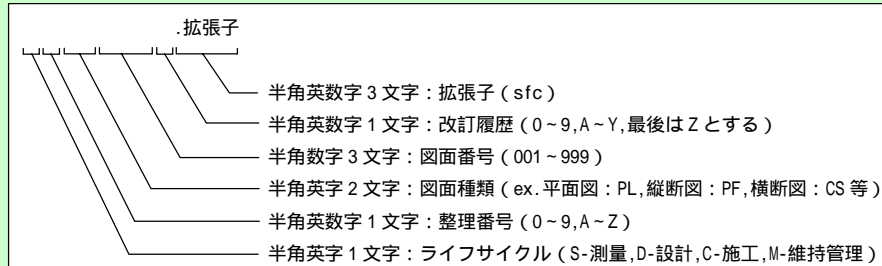 .拡張子
半角英数字3文字：拡張子（sfc）
半角英数字1文字：改訂履歴（0~9,A~Y,最後はZとする）
半角数字3文字：図面番号（001~999）
半角英字2文字：図面種類（ex.平面図：PL,縦断図：PF,横断図：CS等）
半角英数字1文字：整理番号（0~9,A~Z）
半角英字1文字：ライフサイクル（S-測量,D-設計,C-施工,M-維持管理）